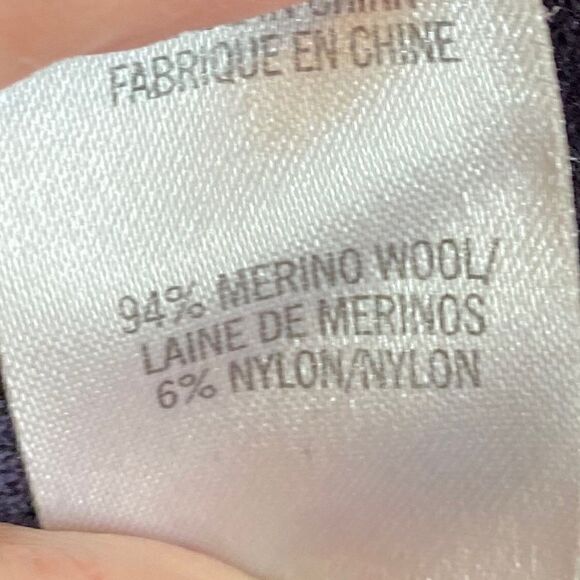 FABRIQUE EN CHINE
94% MERINO WOOL/
LAINE DE MERINOS
6% NYLON/NYLON